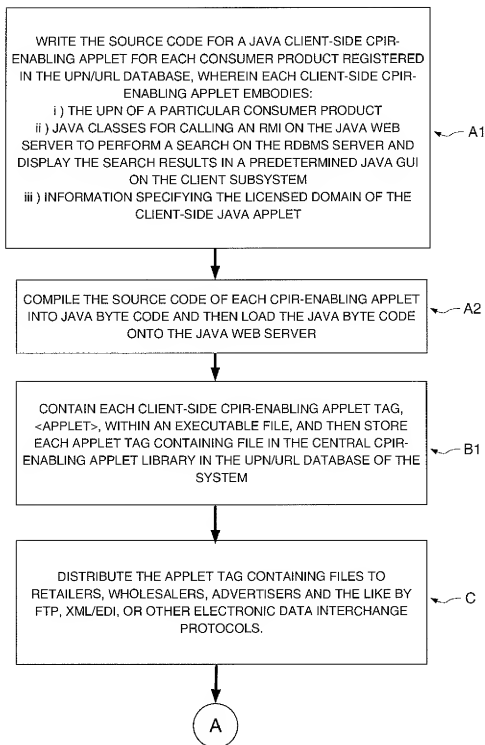 WRITE THE SOURCE CODE FOR A JAVA CLIENT-SIDE CPIR-
ENABLING APPLET FOR EACH CONSUMER PRODUCT REGISTERED
IN THE UPN/URL DATABASE, WHEREIN EACH CLIENT-SIDE CPIR-
ENABLING APPLET EMBODIES:
i ) THE UPN OF A PARTICULAR CONSUMER PRODUCT
ii ) JAVA CLASSES FOR CALLING AN RMI ON THE JAVA WEB
SERVER TO PERFORM A SEARCH ON THE RDBMS SERVER AND
DISPLAY THE SEARCH RESULTS IN A PREDETERMINED JAVA GUI
ON THE CLIENT SUBSYSTEM
iii ) INFORMATION SPECIFYING THE LICENSED DOMAIN OF THE
CLIENT-SIDE JAVA APPLET
A1
COMPILE THE SOURCE CODE OF EACH CPIR-ENABLING APPLET
INTO JAVA BYTE CODE AND THEN LOAD THE JAVA BYTE CODE
ONTO THE JAVA WEB SERVER
A2
CONTAIN EACH CLIENT-SIDE CPIR-ENABLING APPLET TAG,
<APPLET>, WITHIN AN EXECUTABLE FILE, AND THEN STORE
EACH APPLET TAG CONTAINING FILE IN THE CENTRAL CPIR-
ENABLING APPLET LIBRARY IN THE UPN/URL DATABASE OF THE
SYSTEM
B1
DISTRIBUTE THE APPLET TAG CONTAINING FILES TO
RETAILERS, WHOLESALERS, ADVERTISERS AND THE LIKE BY
FTP, XML/EDI, OR OTHER ELECTRONIC DATA INTERCHANGE
PROTOCOLS.
C
A